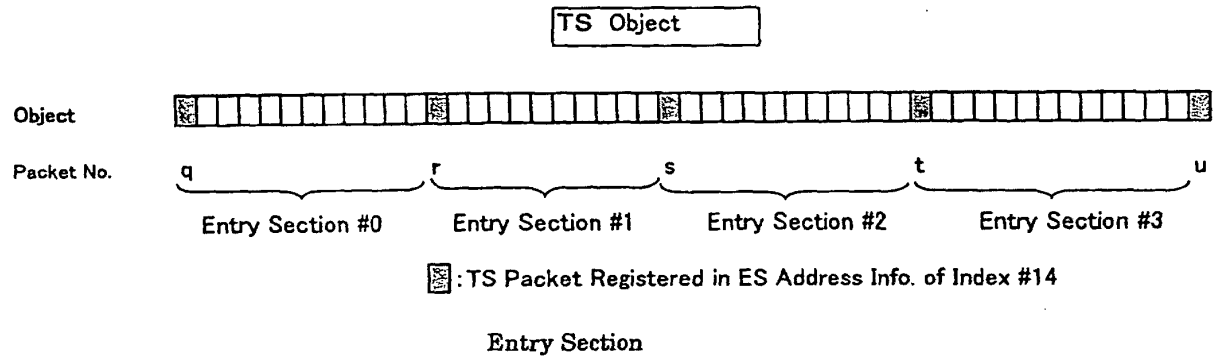 TS Object
Object
Packet No.
q r s t u
Entry Section #0 Entry Section #1 Entry Section #2 Entry Section #3
:TS Packet Registered in ES Address Info. of Index #14
Entry Section